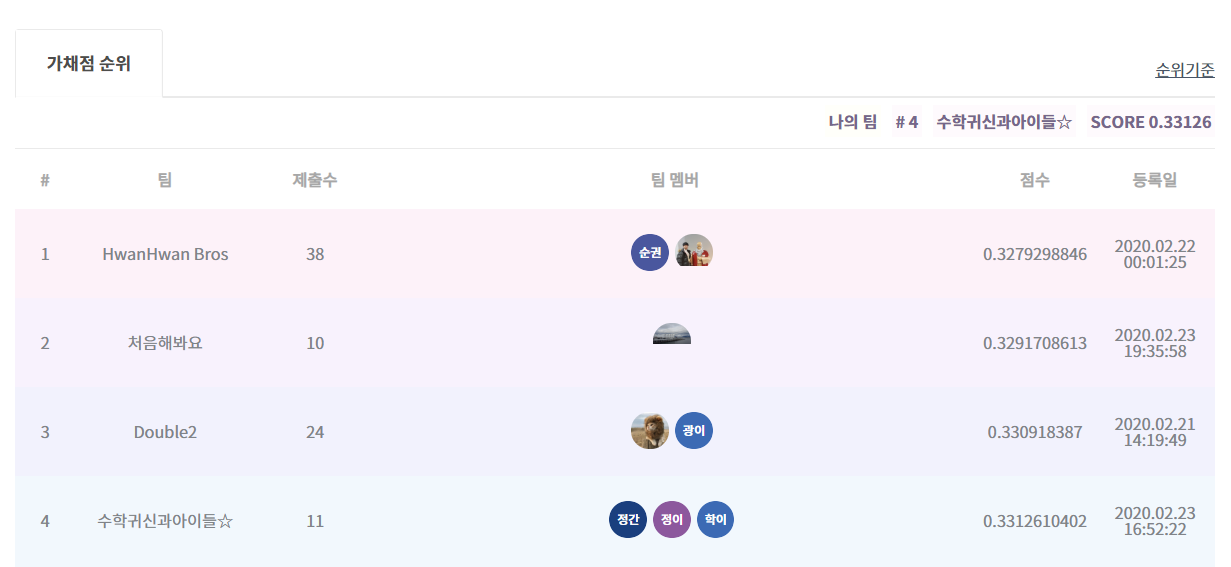 가채점 순위
순위기준
나의 팀 # 4 수학귀신과아이들☆ SCORE 0.33126
# 팀 제출수 팀 멤버 점수 등록일
1 HwanHwan Bros 38 순권 0.3279298846 2020.02.22 00:01:25
2 처음해봐요 10 0.3291708613 2020.02.23 19:35:58
3 Double2 24 광이 0.330918387 2020.02.21 14:19:49
4 수학귀신과아이들☆ 11 정간 정이 학이 0.3312610402 2020.02.23 16:52:22